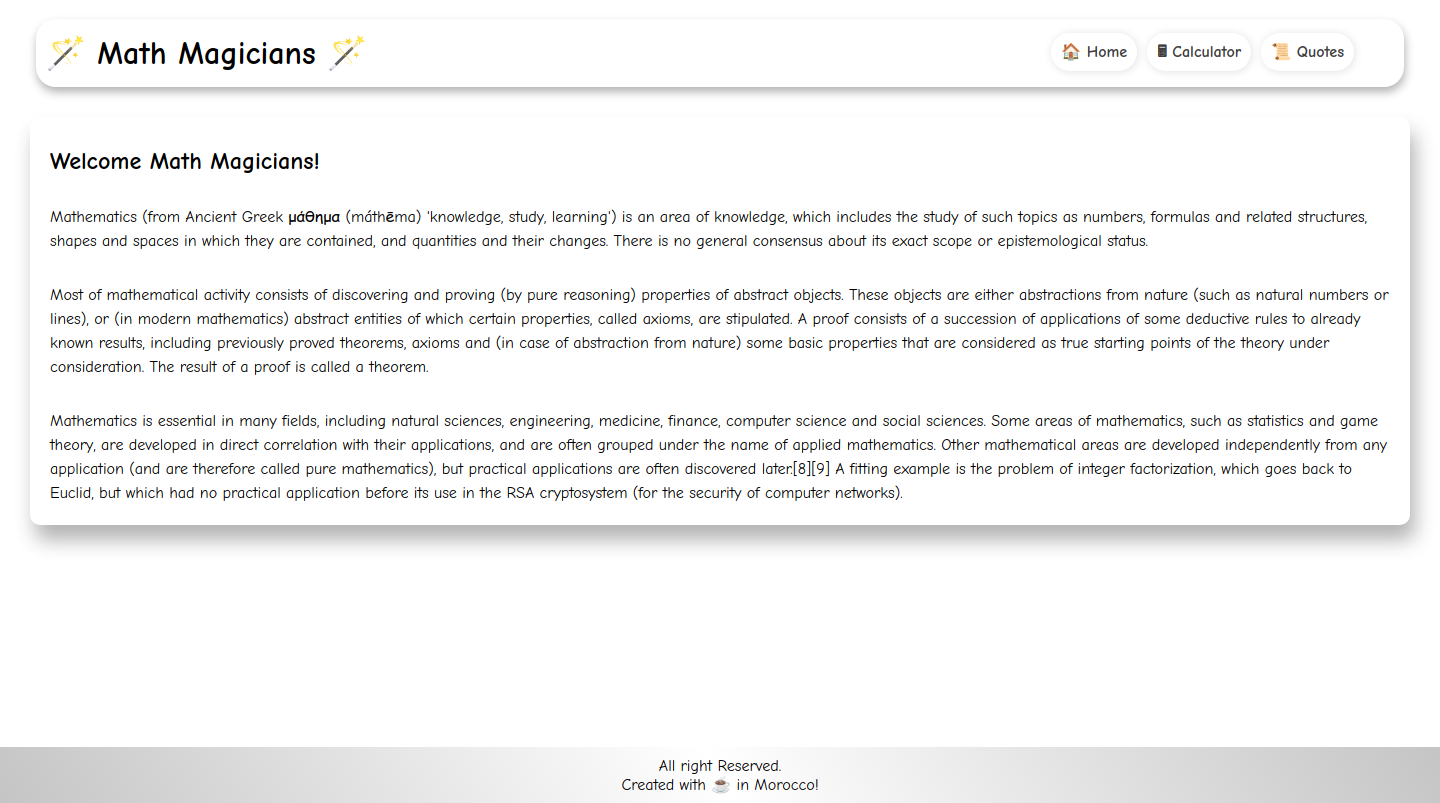 🪄 Math Magicians 🪄
🏠 Home
🖩 Calculator
📜 Quotes
Welcome Math Magicians!
Mathematics (from Ancient Greek μάθημα (máthēma) 'knowledge, study, learning') is an area of knowledge, which includes the study of such topics as numbers, formulas and related structures,
shapes and spaces in which they are contained, and quantities and their changes. There is no general consensus about its exact scope or epistemological status.
Most of mathematical activity consists of discovering and proving (by pure reasoning) properties of abstract objects. These objects are either abstractions from nature (such as natural numbers or
lines), or (in modern mathematics) abstract entities of which certain properties, called axioms, are stipulated. A proof consists of a succession of applications of some deductive rules to already
known results, including previously proved theorems, axioms and (in case of abstraction from nature) some basic properties that are considered as true starting points of the theory under
consideration. The result of a proof is called a theorem.
Mathematics is essential in many fields, including natural sciences, engineering, medicine, finance, computer science and social sciences. Some areas of mathematics, such as statistics and game
theory, are developed in direct correlation with their applications, and are often grouped under the name of applied mathematics. Other mathematical areas are developed independently from any
application (and are therefore called pure mathematics), but practical applications are often discovered later.[8][9] A fitting example is the problem of integer factorization, which goes back to
Euclid, but which had no practical application before its use in the RSA cryptosystem (for the security of computer networks).
All right Reserved.
Created with ☕ in Morocco!